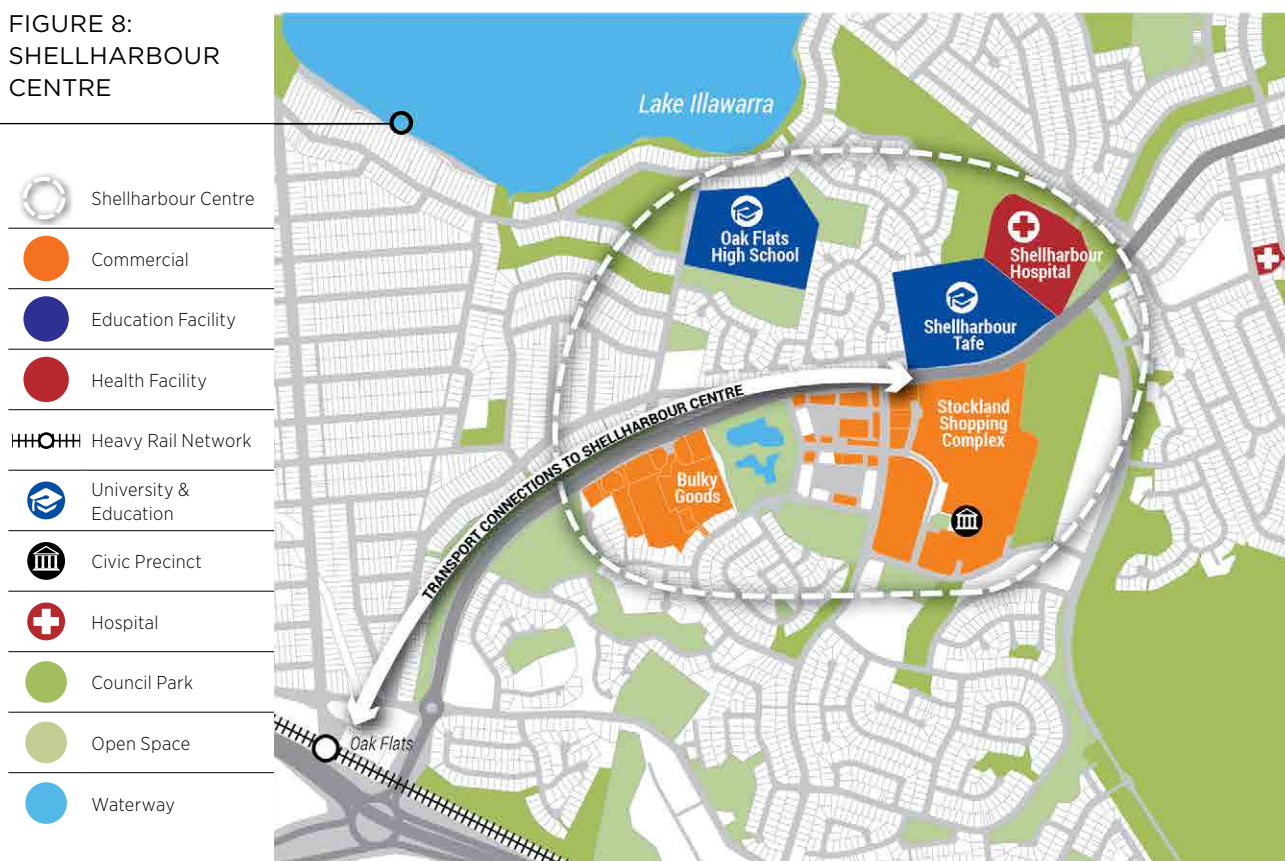 FIGURE 8:
SHELLHARBOUR
CENTRE
Shellharbour Centre
Commercial
Education Facility
Health Facility
Heavy Rail Network
University &
Education
Civic Precinct
Hospital
Council Park
Open Space
Waterway
Lake Illawarra
Oak Flats
High School
Shellharbour
Hospital
Shellharbour
Tafe
TRANSPORT CONNECTIONS TO SHELLHARBOUR CENTRE
Stockland
Shopping
Complex
Bulky
Goods
Oak Flats